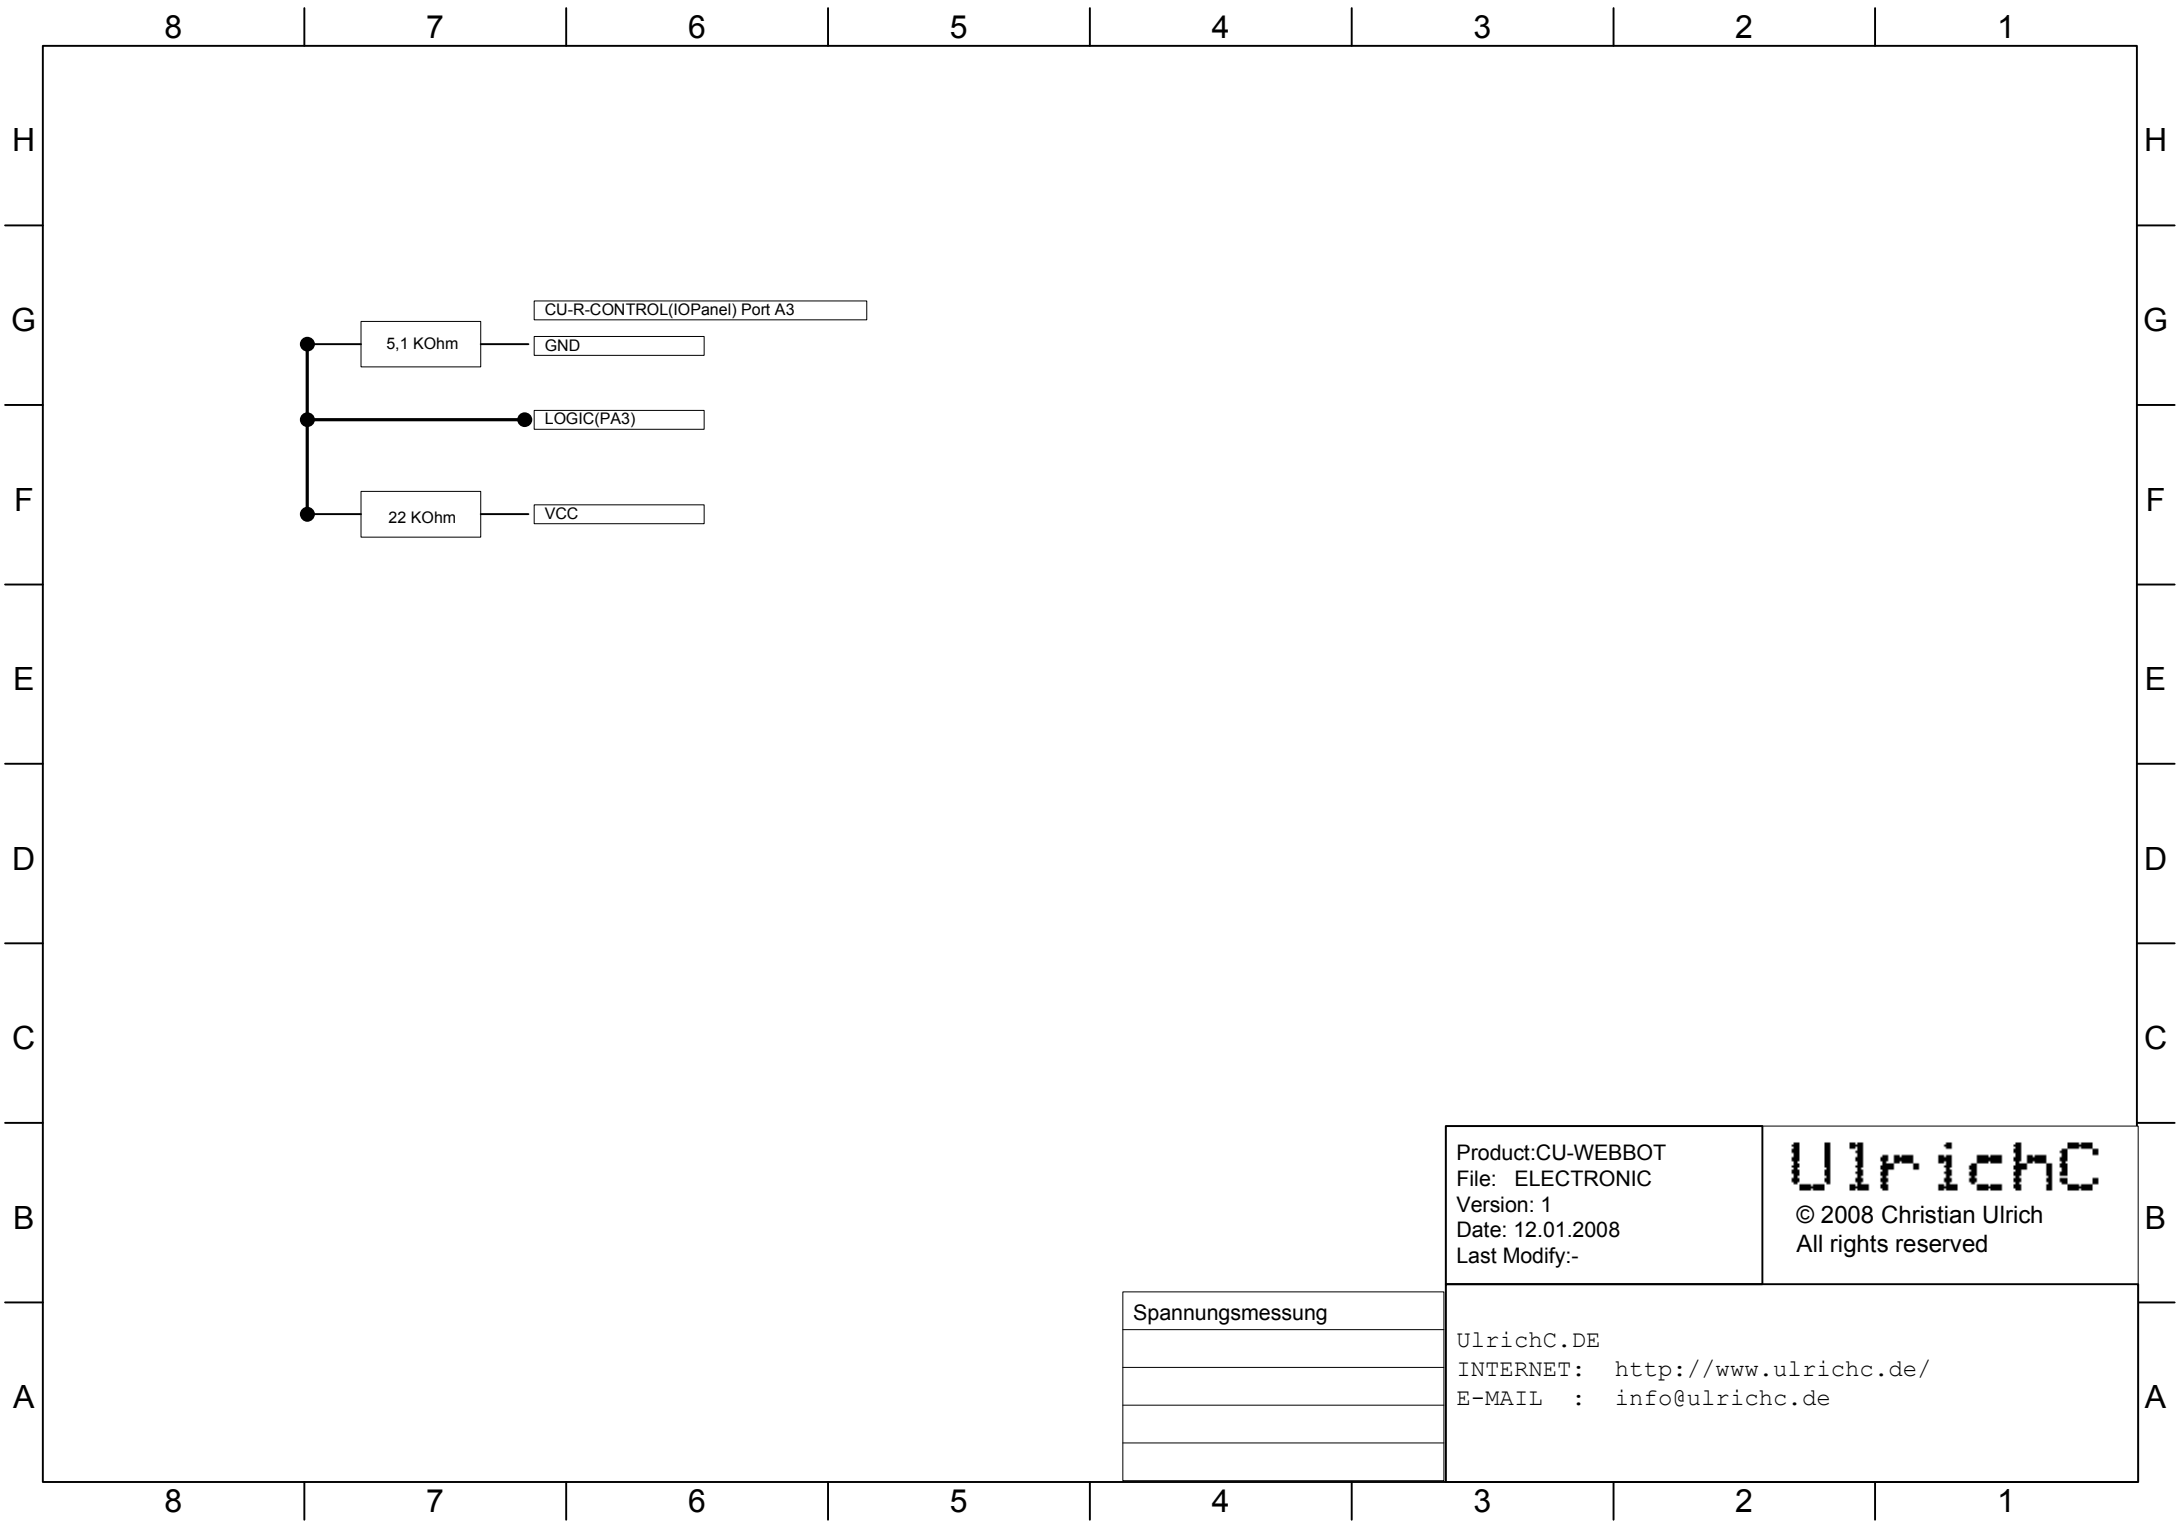 8 7 6 5 4 3 2 1
H H
CU-R-CONTROL(IOPanel) Port A3
G G
5,1 KOhm GND
LOGIC(PA3)
F F
22 KOhm VCC
E E
D D
C C
Product:CU-WEBBOT
File: ELECTRONIC
Version: 1
Date: 12.01.2008
Last Modify:-
UlrichC
© 2008 Christian Ulrich
All rights reserved
B B
Spannungsmessung
UlrichC.DE
INTERNET: http://www.ulrichc.de/
E-MAIL : info@ulrichc.de
A A
8 7 6 5 4 3 2 1